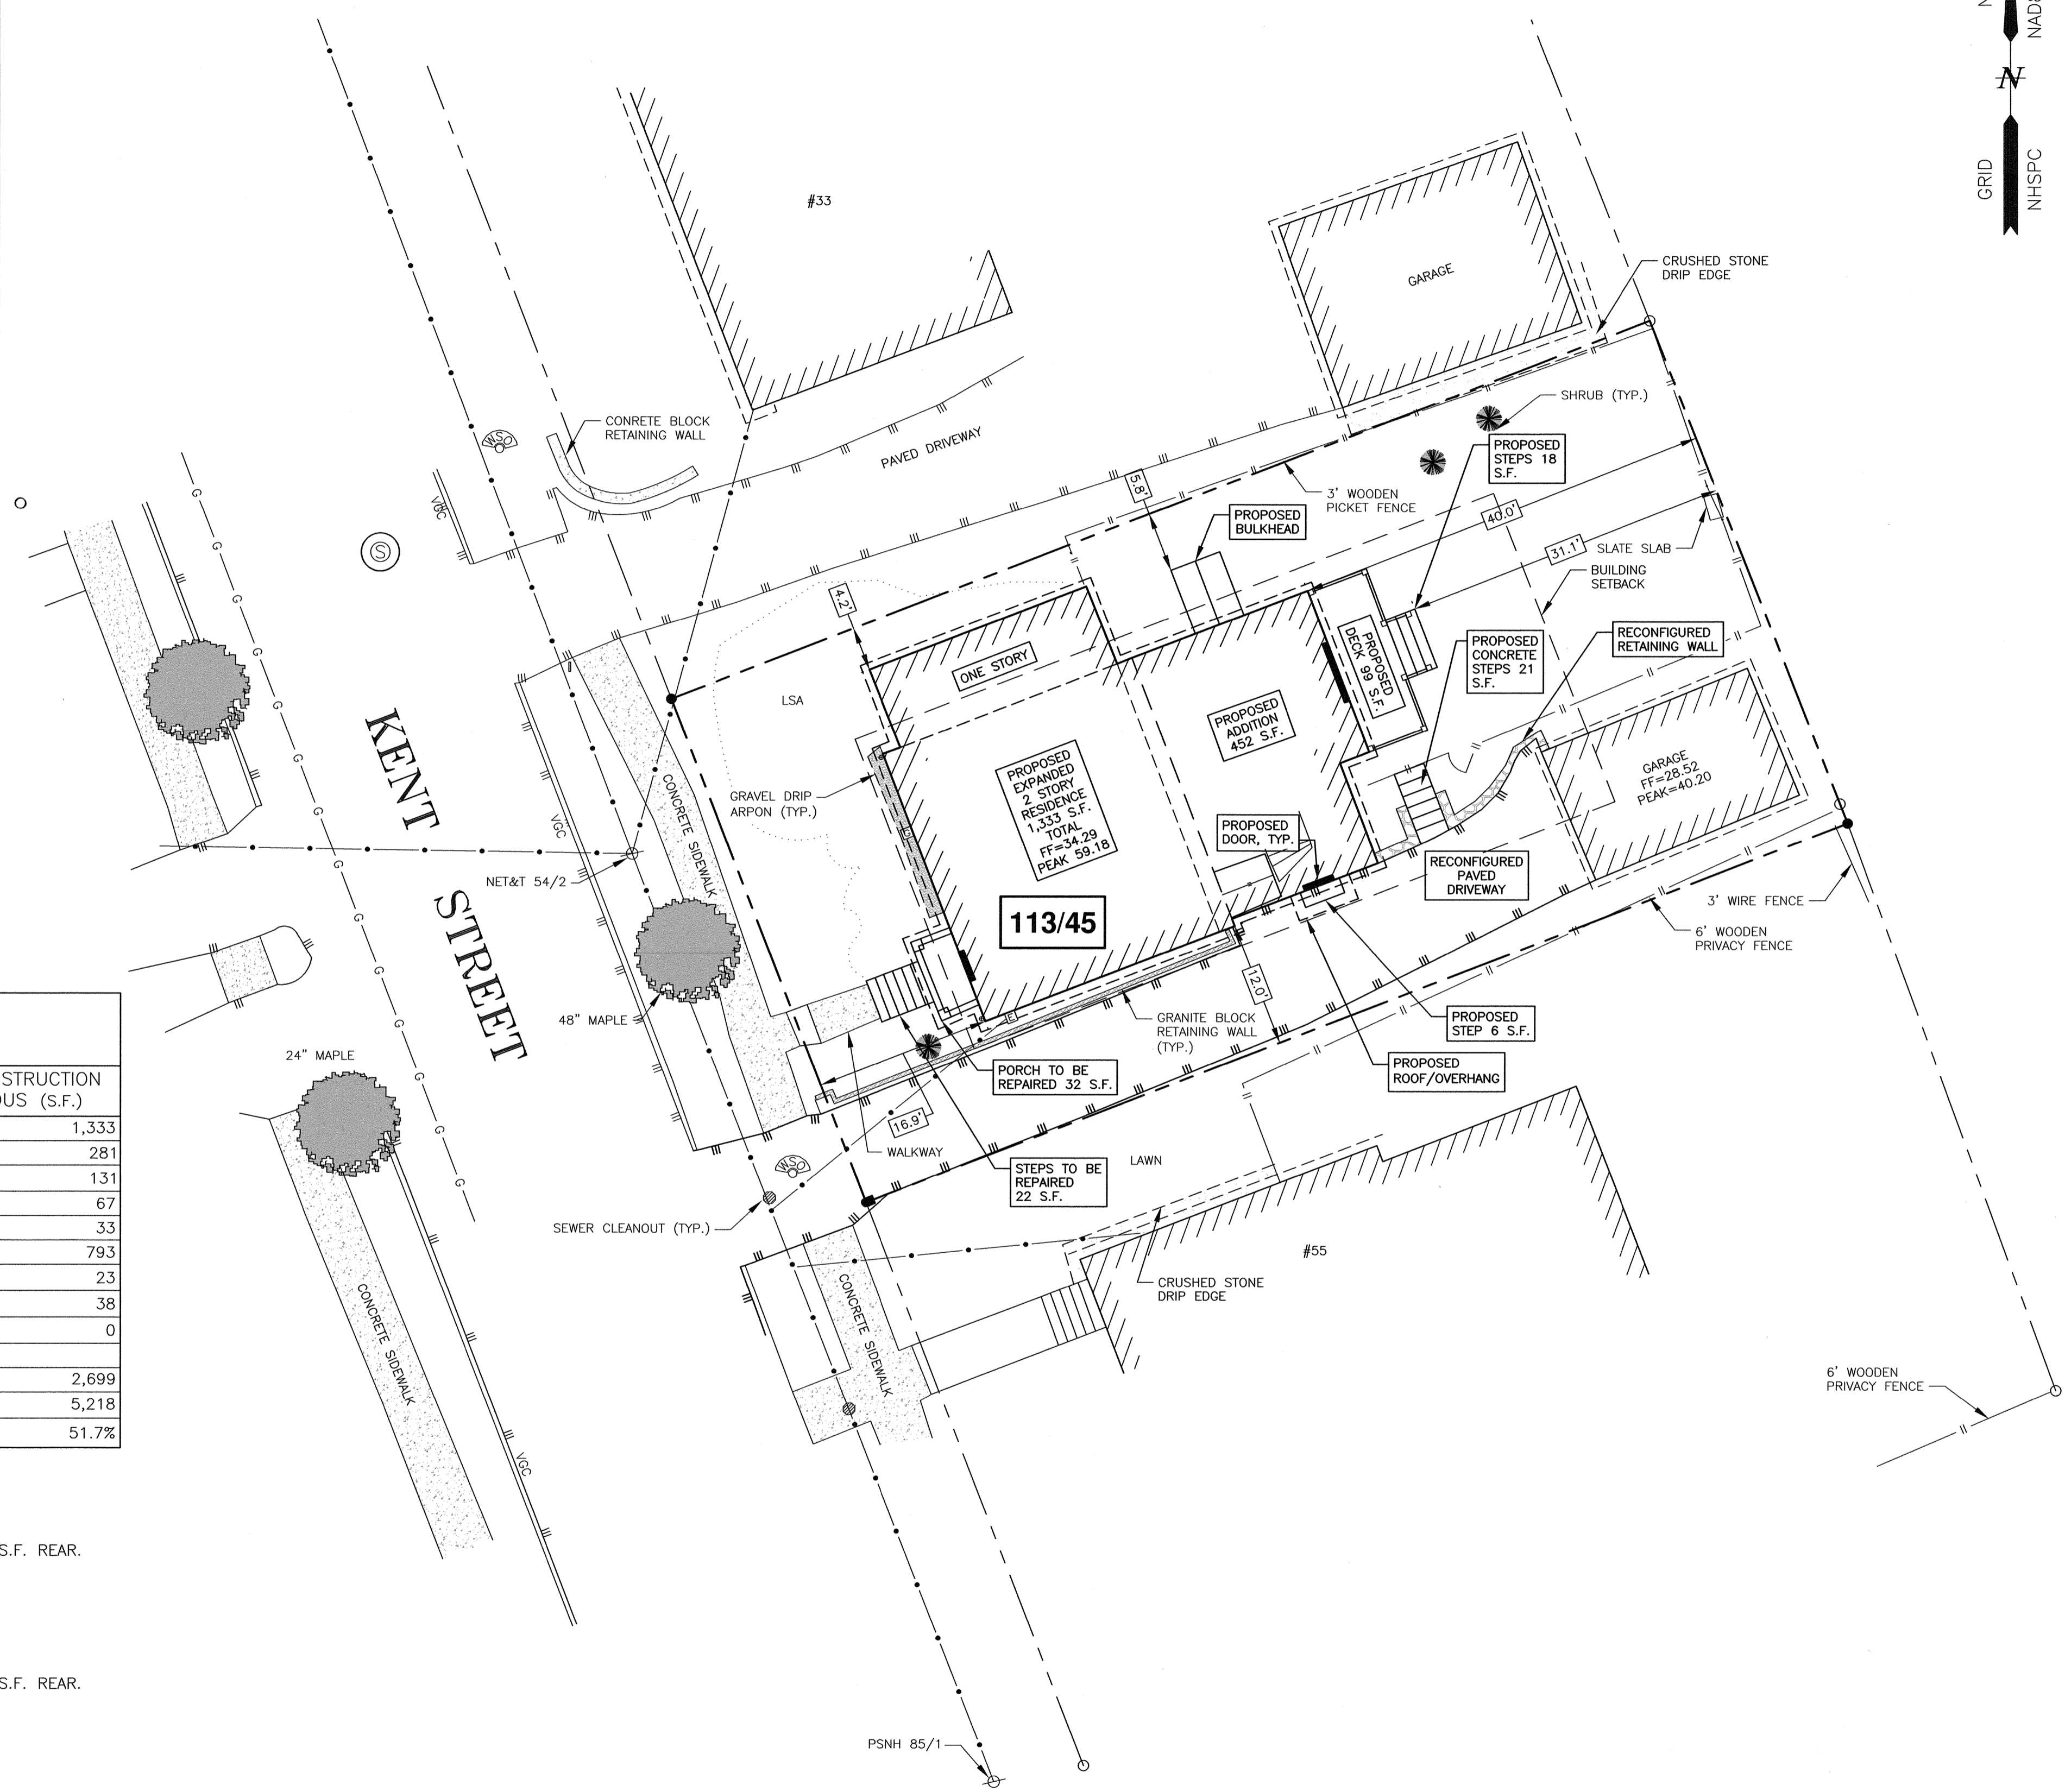 NAD8
N
GRID
NHSPC
#33
GARAGE
CRUSHED STONE
DRIP EDGE
CONRETE BLOCK
RETAINING WALL
WSO
PAVED DRIVEWAY
SHRUB (TYP.)
VGC
PROPOSED
STEPS 18
S.F.
5.8'
3' WOODEN
PICKET FENCE
PROPOSED
BULKHEAD
40.0'
31.1'
SLATE SLAB
BUILDING
SETBACK
S
G
G
G
G
G
G
G
G
G
G
4.2'
ONE STORY
PROPOSED
DECK 99 S.F.
PROPOSED
CONCRETE
STEPS 21
S.F.
RECONFIGURED
RETAINING WALL
LSA
PROPOSED
ADDITION
452 S.F.
KENT
STREET
CONCRETE SIDEWALK
GRAVEL DRIP
ARPON (TYP.)
PROPOSED
EXPANDED
2 STORY
RESIDENCE
1,333 S.F.
TOTAL
FF=34.29
PEAK 59.18
GARAGE
FF=28.52
PEAK=40.20
VGC
PROPOSED
DOOR, TYP.
RECONFIGURED
PAVED
DRIVEWAY
NET&T 54/2
113/45
3' WIRE FENCE
6' WOODEN
PRIVACY FENCE
12.0'
48" MAPLE
GRANITE BLOCK
RETAINING WALL
(TYP.)
E
PROPOSED
STEP 6 S.F.
24" MAPLE
PORCH TO BE
REPAIRED 32 S.F.
PROPOSED
ROOF/OVERHANG
16.9'
WALKWAY
WSO
STEPS TO BE
REPAIRED
22 S.F.
LAWN
SEWER CLEANOUT (TYP.)
#55
CRUSHED STONE
DRIP EDGE
CONCRETE SIDEWALK
CONCRETE SIDEWALK
VGC
6' WOODEN
PRIVACY FENCE
PSNH 85/1
STRUCTION
OUS (S.F.)
1,333
281
131
67
33
793
23
38
0
2,699
5,218
51.7%
S.F. REAR.
S.F. REAR.